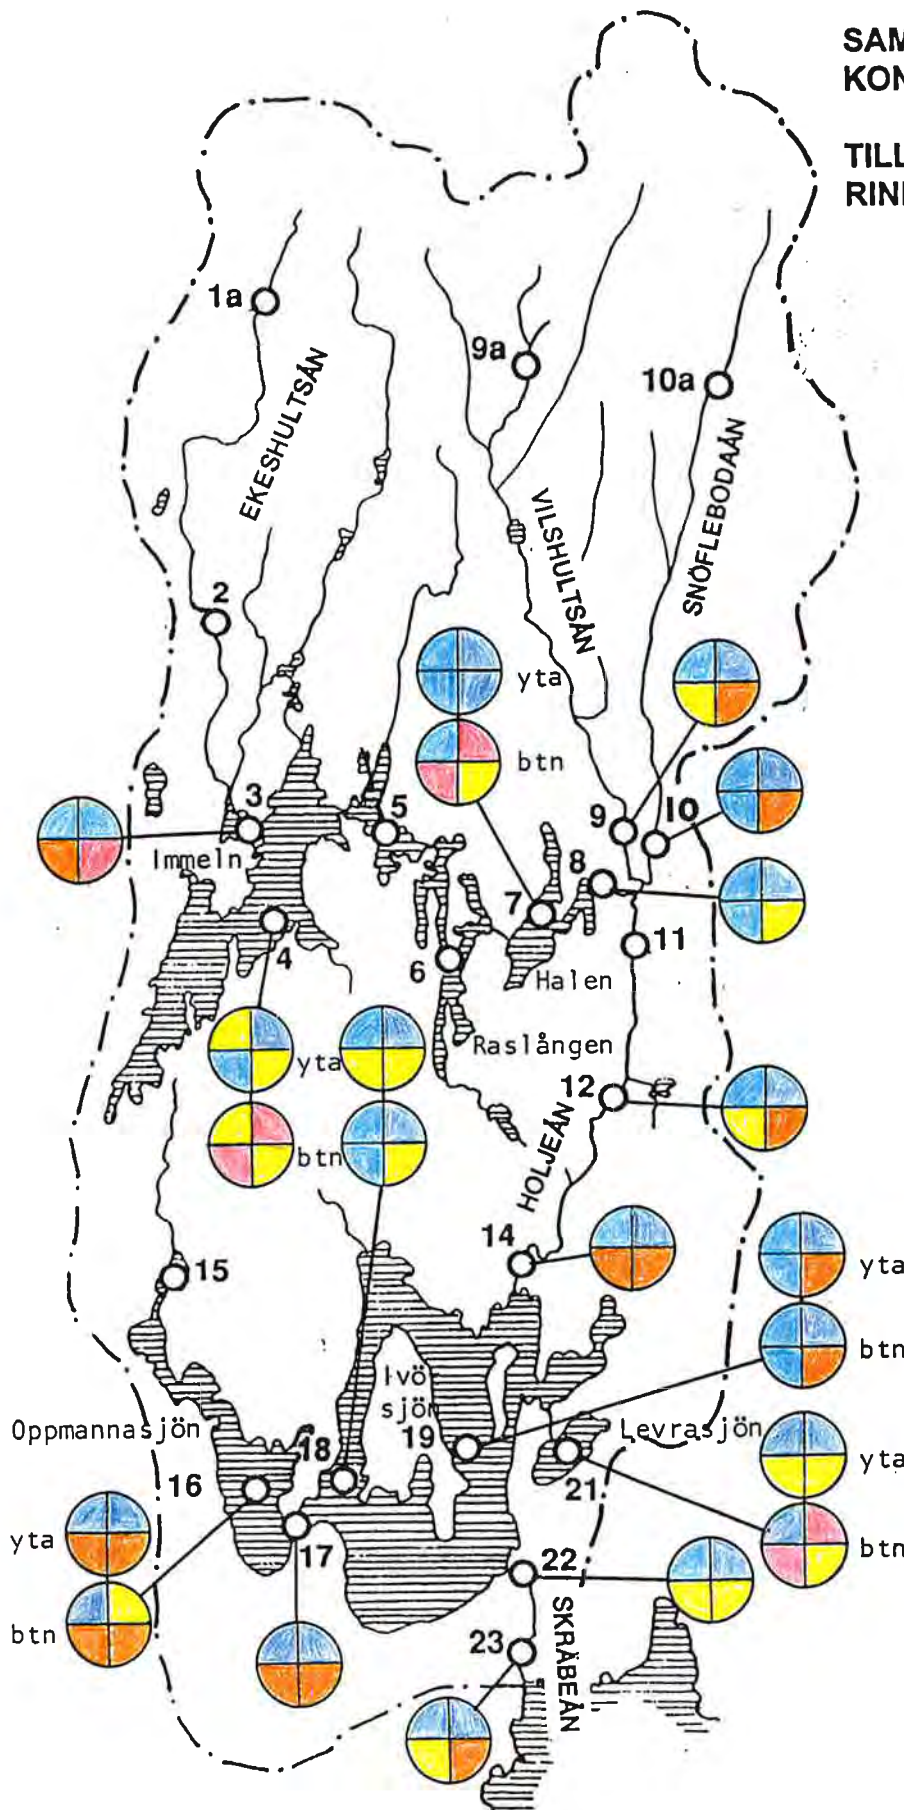 SAM
KON
TILL
RIN
1a
9a
10a
EKESHULTSÅN
VILSHULTSÅN
SNÖFLEBODAÅN
2
yta
btn
3
5
9
10
Immeln
8
7
4
6
11
Halen
Raslången
yta
12
btn
HOLJEÅN
14
15
yta
btn
Ivö-
sjön
Oppmannasjön
18
19
Levrasjön
yta
16
21
yta
17
btn
22
btn
23
SKRÄBEÅN